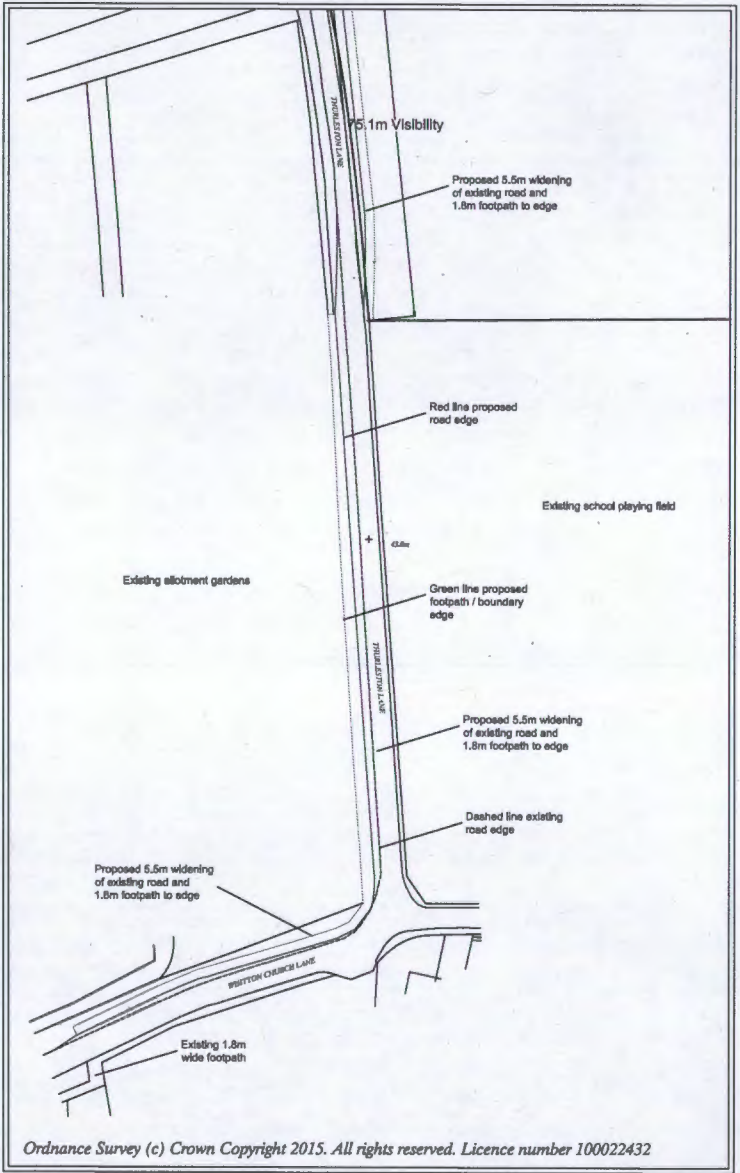 THURLESTON LANE
75.1m Visibility
Proposed 5.5m widening
of existing road and
1.8m footpath to edge
Red line proposed
road edge
Existing school playing field
Existing allotment gardens
Green line proposed
footpath / boundary
edge
THURLESTON LANE
Proposed 5.5m widening
of existing road and
1.8m footpath to edge
Dashed line existing
road edge
Proposed 5.5m widening
of existing road and
1.8m footpath to edge
WHITTON CHURCH LANE
Existing 1.8m
wide footpath
Ordnance Survey (c) Crown Copyright 2015. All rights reserved. Licence number 100022432